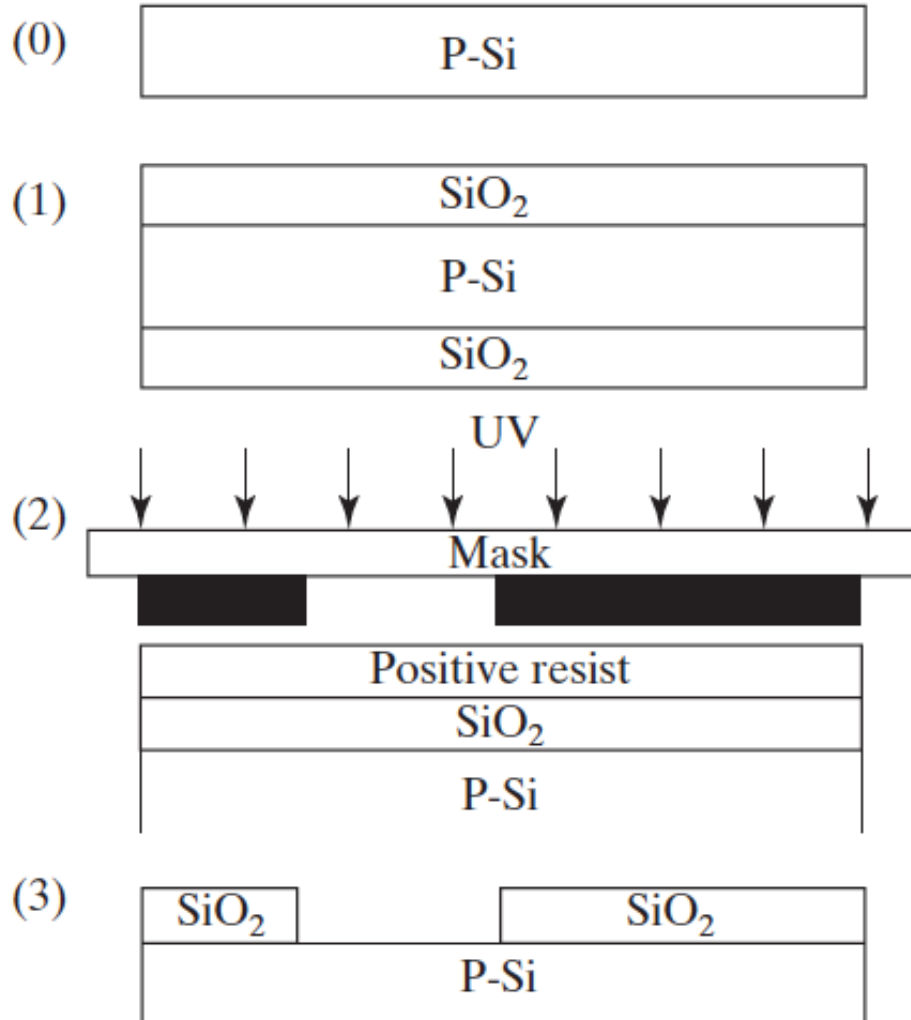 (0)
P-Si
(1)
SiO₂
P-Si
SiO₂
UV
(2)
Mask
Positive resist
SiO₂
P-Si
(3)
SiO₂ SiO₂
P-Si